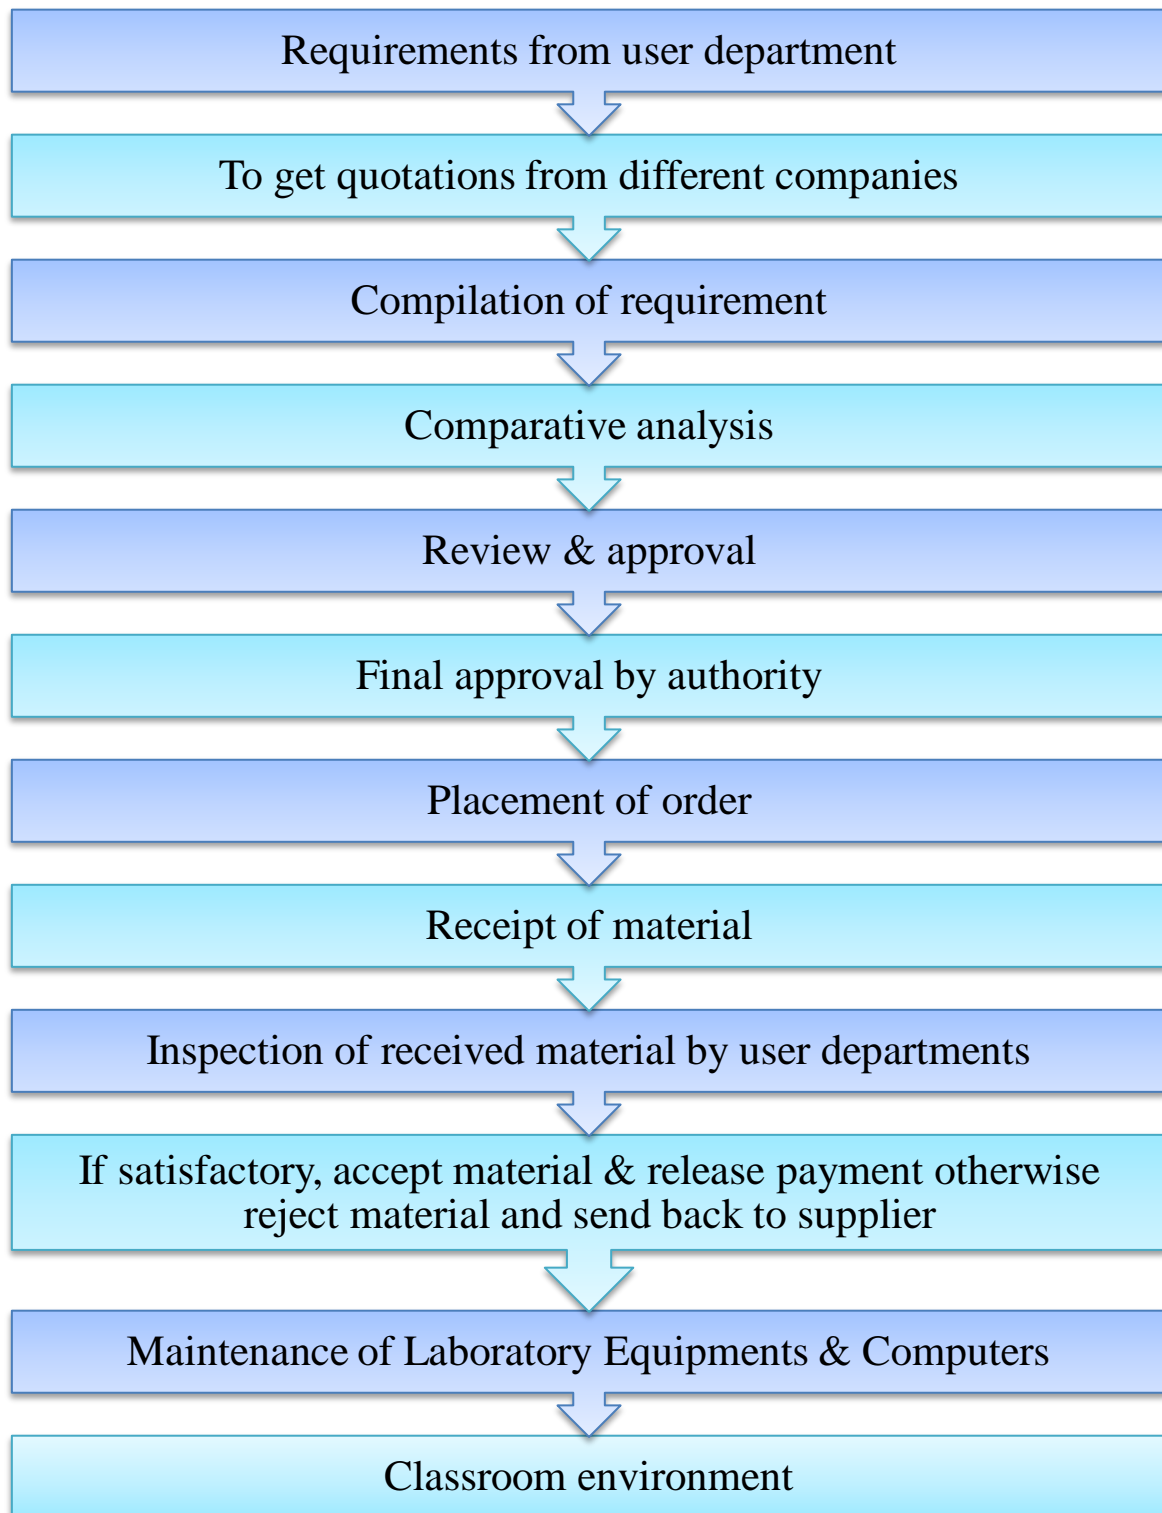 Requirements from user department
To get quotations from different companies
Compilation of requirement
Comparative analysis
Review & approval
Final approval by authority
Placement of order
Receipt of material
Inspection of received material by user departments
If satisfactory, accept material & release payment otherwise
reject material and send back to supplier
Maintenance of Laboratory Equipments & Computers
Classroom environment